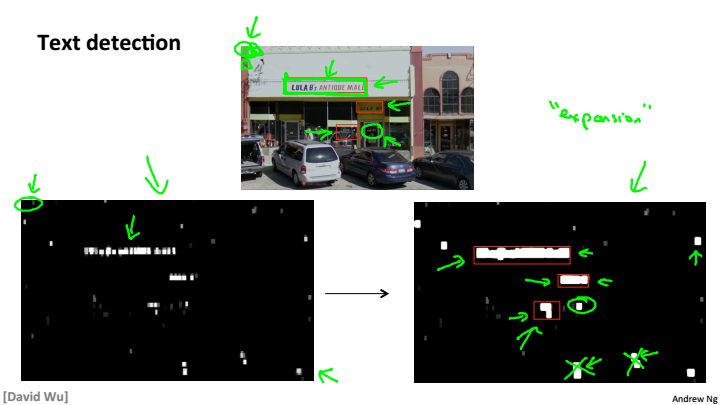 Text detection
LULA B's ANTIQUE MALL
"expansion"
[David Wu]
Andrew Ng